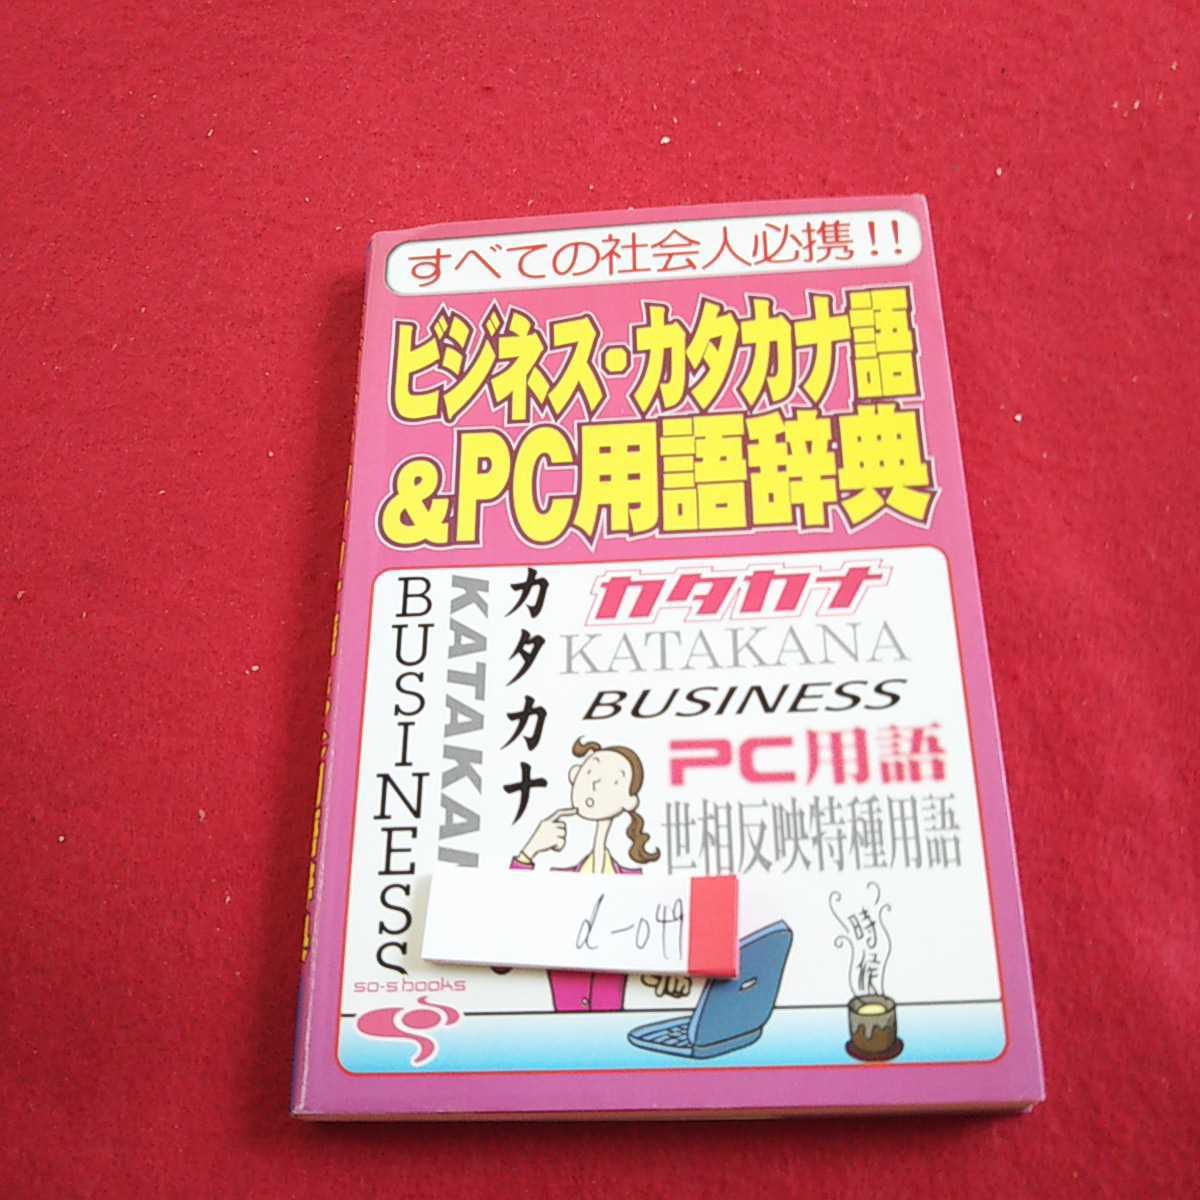 すべての社会人必携!!
ビジネス・カタカナ語
&PC用語辞典
BUSINESS
KATAKA
カタカナ
カタカナ
KATAKANA
BUSINESS
PC用語
世相反映特種用語
d-049
時候
so-s books